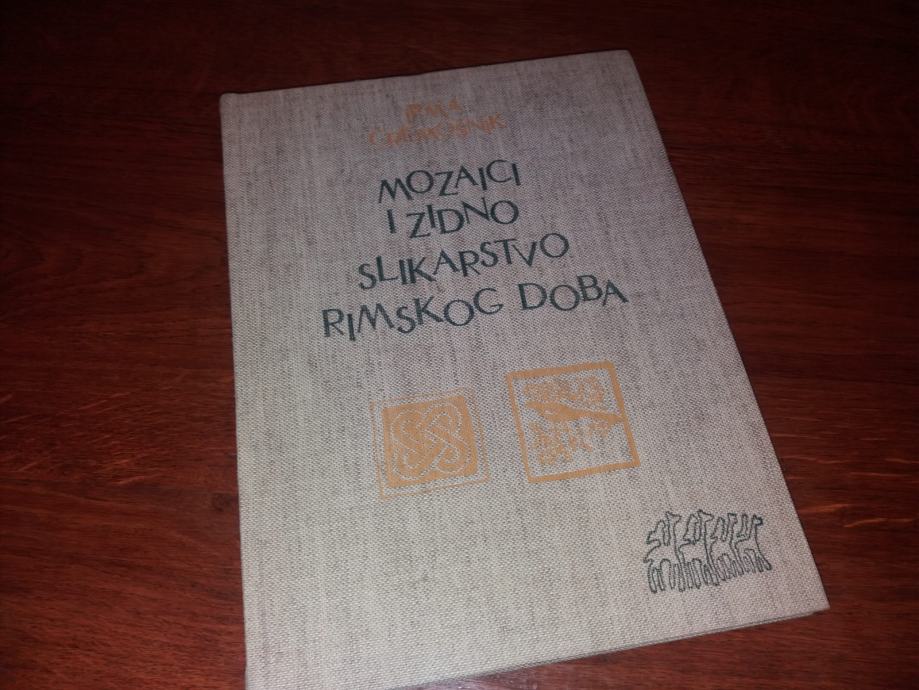 IRMA
ČREMOŠNIK
MOZAICI
I ZIDNO
SLIKARSTVO
RIMSKOG DOBA